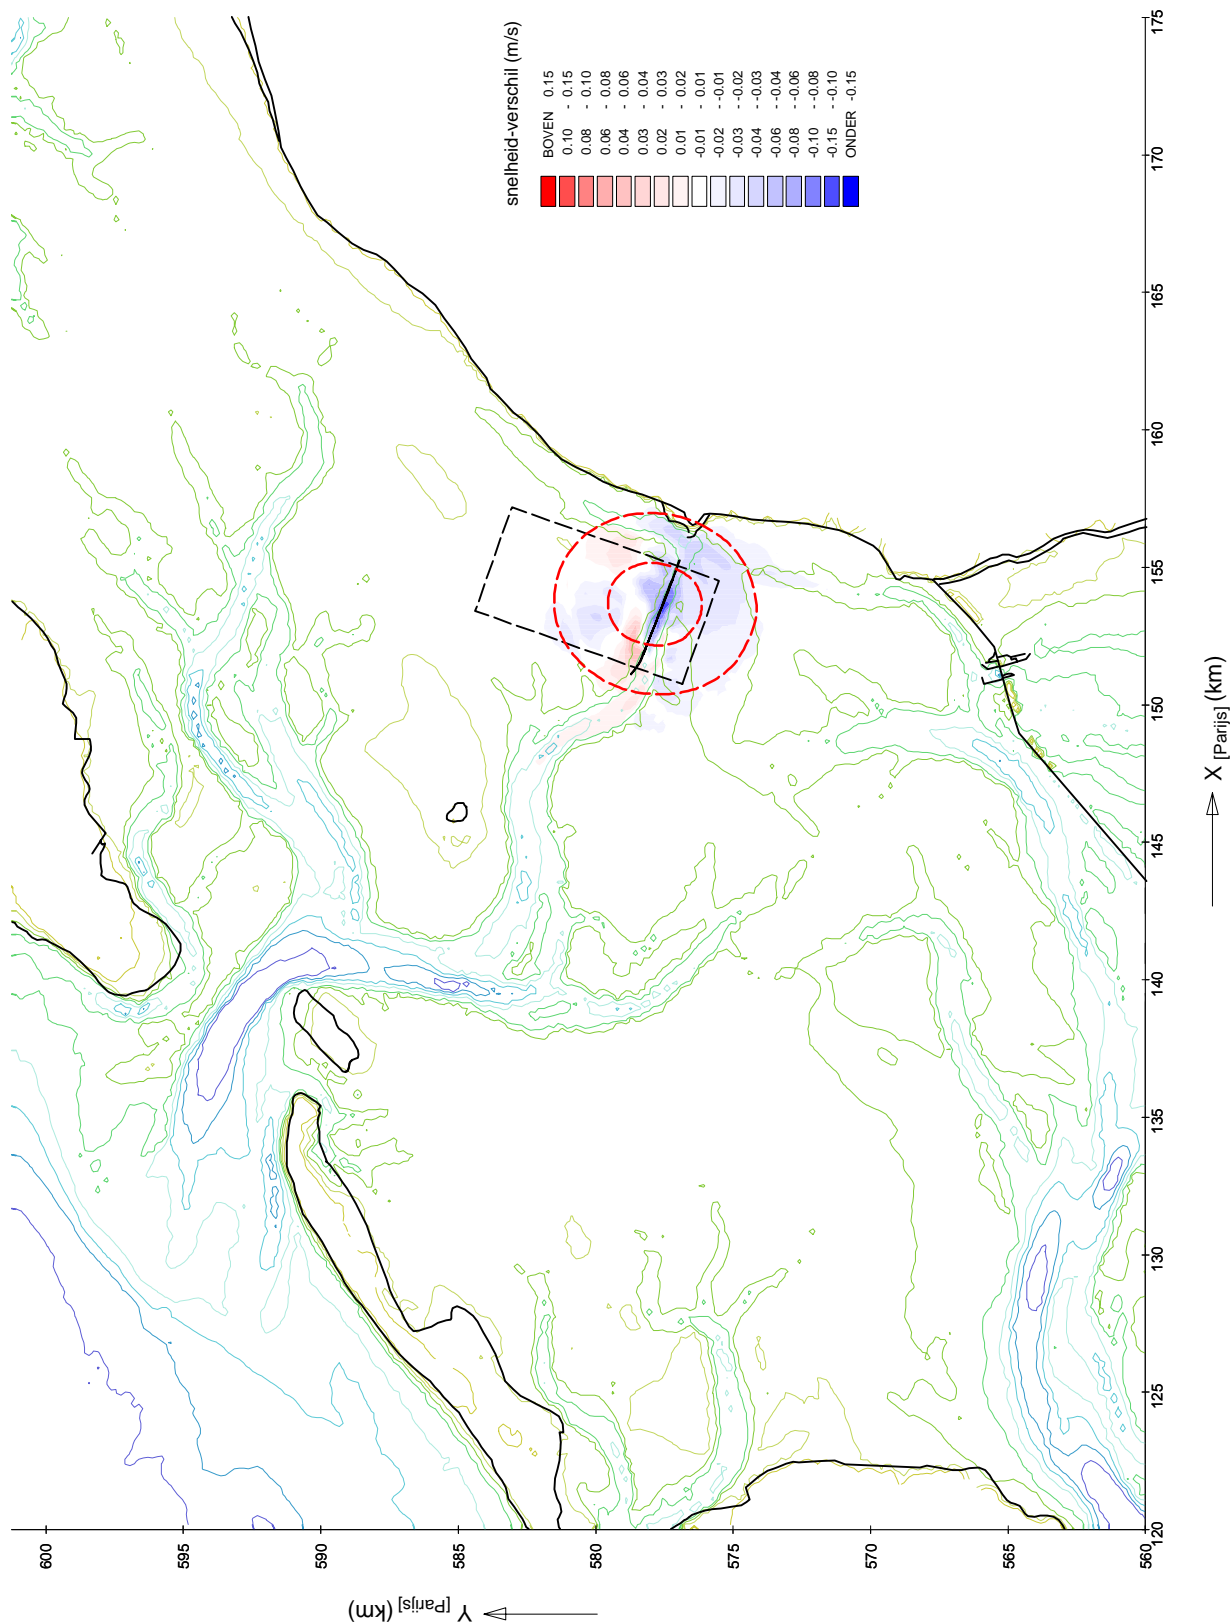 snelheid-verschil (m/s)
BOVEN 0.15
0.10 - 0.15
0.08 - 0.10
0.06 - 0.08
0.04 - 0.06
0.03 - 0.04
0.02 - 0.03
0.01 - 0.02
-0.01 - 0.01
-0.02 - -0.01
-0.03 - -0.02
-0.04 - -0.03
-0.06 - -0.04
-0.08 - -0.06
-0.10 - -0.08
-0.15 - -0.10
ONDER -0.15
600
595
590
585
580
575
570
565
560
Y [Parijs] (km)
120
125
130
135
140
145
150
155
160
165
170
175
X [Parijs] (km)